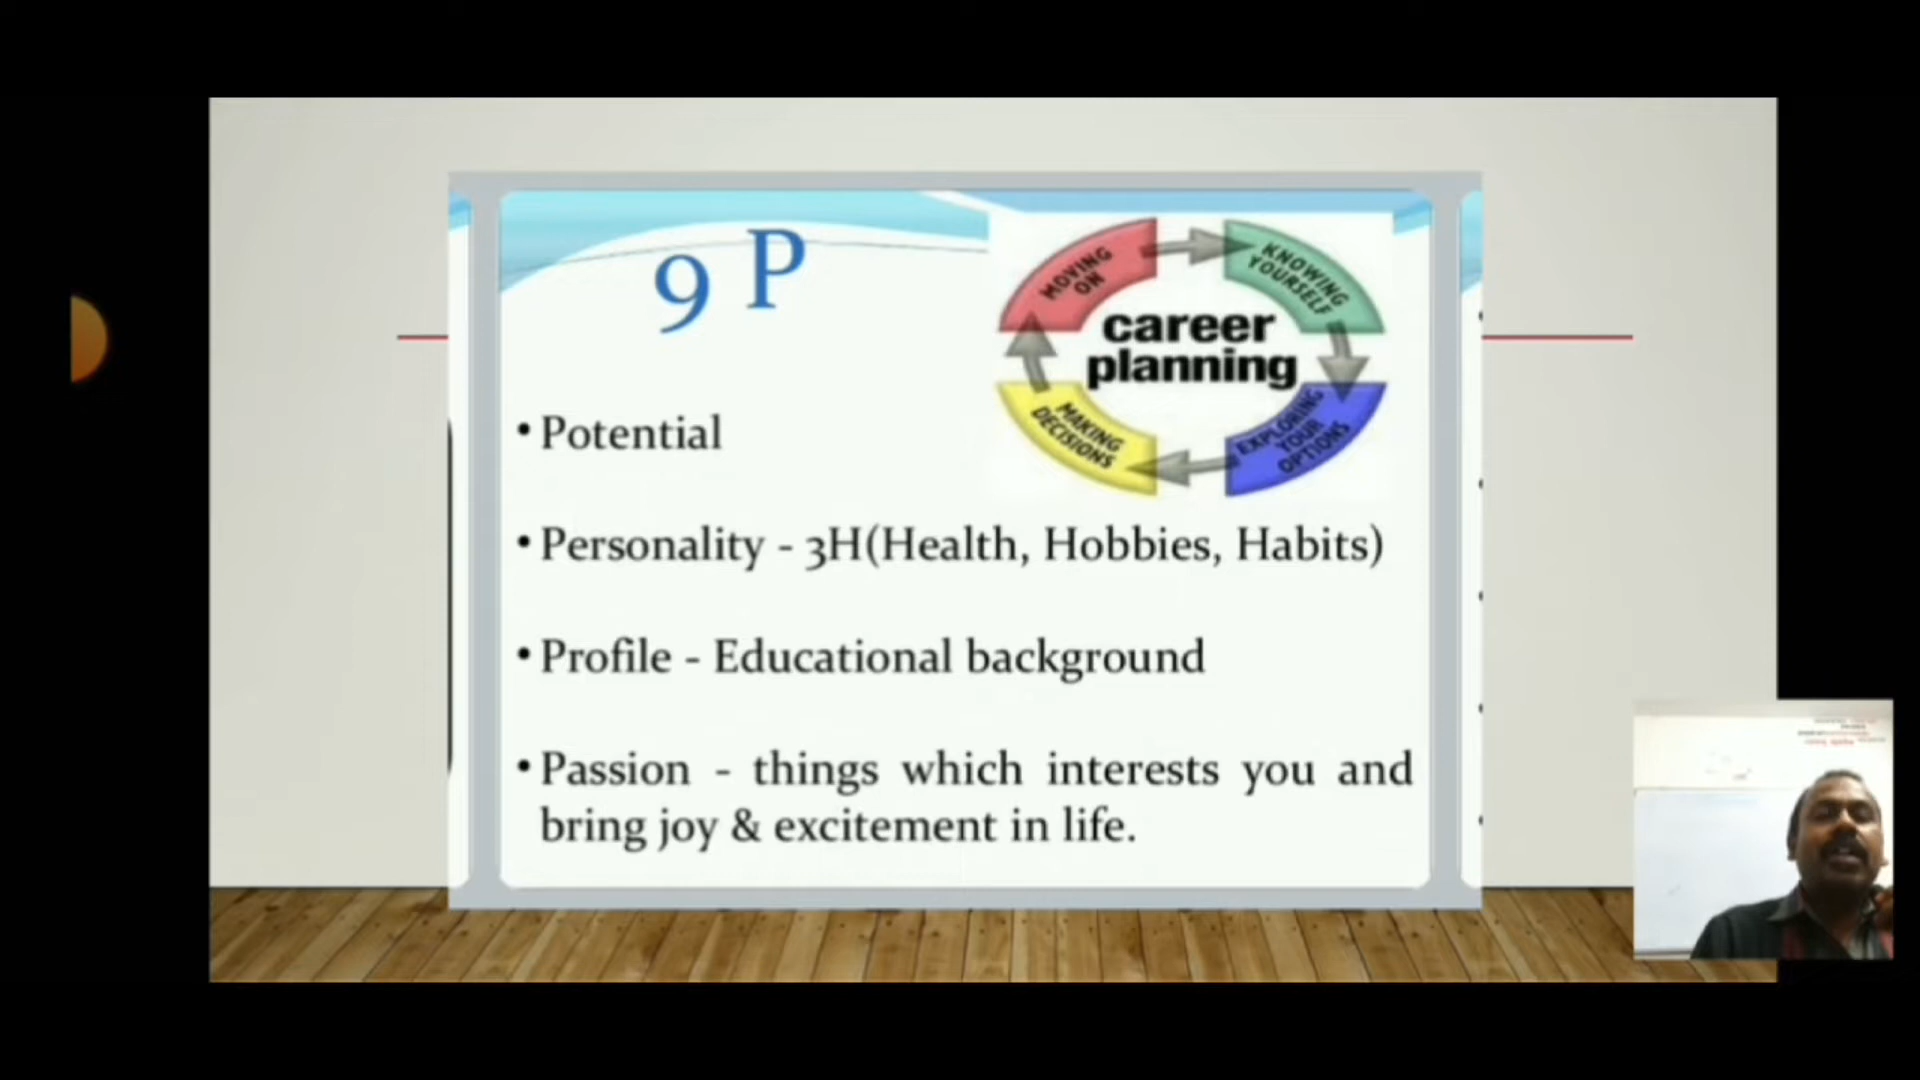 9 P
MOVING
ON
KNOWING
YOURSELF
career
planning
MAKING
DECISIONS
EXPLORING
YOUR
OPTIONS
• Potential
• Personality - 3H(Health, Hobbies, Habits)
• Profile - Educational background
• Passion - things which interests you and
bring joy & excitement in life.